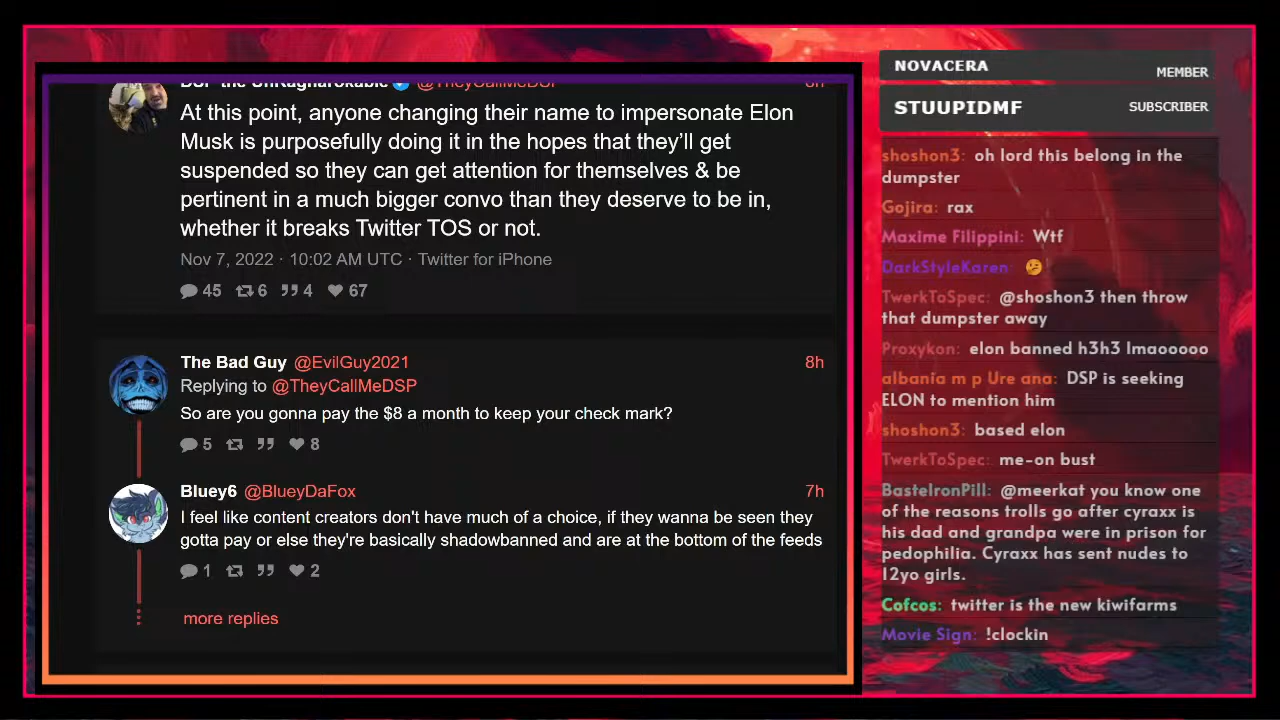 DSP the UnRagnarokable @TheyCallMeDSP 8h
At this point, anyone changing their name to impersonate Elon
Musk is purposefully doing it in the hopes that they'll get
suspended so they can get attention for themselves & be
pertinent in a much bigger convo than they deserve to be in,
whether it breaks Twitter TOS or not.
Nov 7, 2022 · 10:02 AM UTC · Twitter for iPhone
45 6 4 67
The Bad Guy @EvilGuy2021 8h
Replying to @TheyCallMeDSP
So are you gonna pay the $8 a month to keep your check mark?
5 8
Bluey6 @BlueyDaFox 7h
I feel like content creators don't have much of a choice, if they wanna be seen they
gotta pay or else they're basically shadowbanned and are at the bottom of the feeds
1 2
more replies
NOVACERA MEMBER
STUUPIDMF SUBSCRIBER
shoshon3: oh lord this belong in the
dumpster
Gojira: rax
Maxime Filippini: Wtf
DarkStyleKaren: 🫤
TwerkToSpec: @shoshon3 then throw
that dumpster away
Proxykon: elon banned h3h3 lmaooooo
albania m p Ure ana: DSP is seeking
ELON to mention him
shoshon3: based elon
TwerkToSpec: me-on bust
BasteIronPill: @meerkat you know one
of the reasons trolls go after cyraxx is
his dad and grandpa were in prison for
pedophilia. Cyraxx has sent nudes to
12yo girls.
Cofcos: twitter is the new kiwifarms
Movie Sign: !clockin